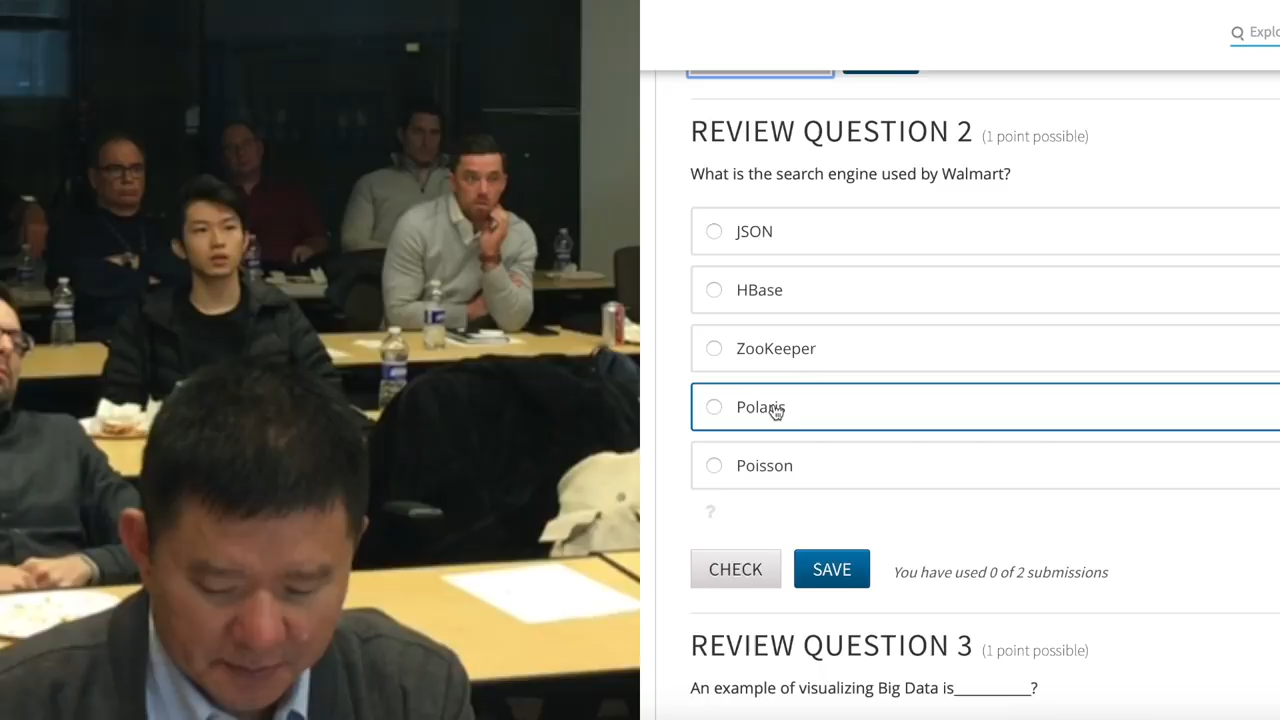 Explo
REVIEW QUESTION 2 (1 point possible)
What is the search engine used by Walmart?
JSON
HBase
ZooKeeper
Polaris
Poisson
?
CHECK SAVE You have used 0 of 2 submissions
REVIEW QUESTION 3 (1 point possible)
An example of visualizing Big Data is__________?